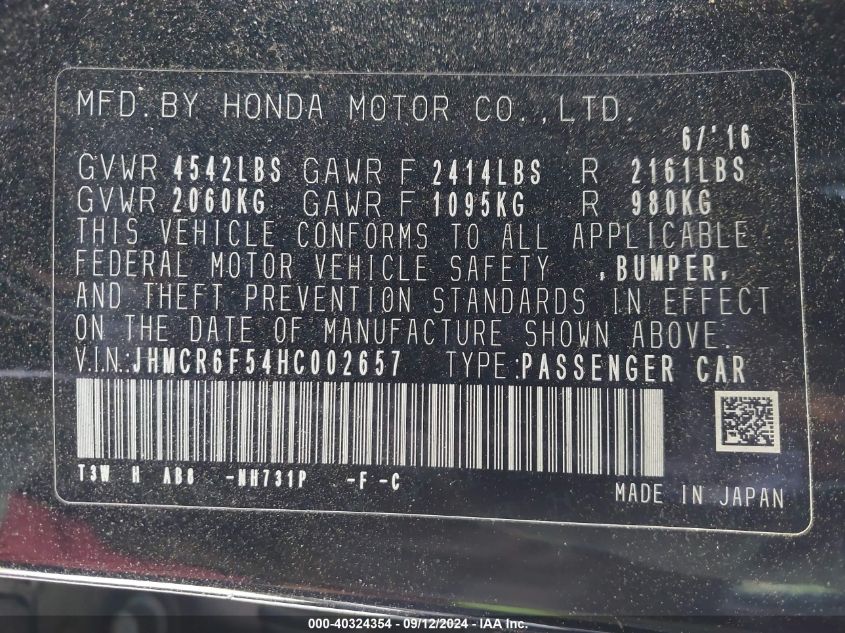 MFD. BY HONDA MOTOR CO., LTD.
6/'16
GVWR 4542LBS GAWR F 2414LBS R 2161LBS
GVWR 2060KG GAWR F 1095KG R 980KG
THIS VEHICLE CONFORMS TO ALL APPLICABLE
FEDERAL MOTOR VEHICLE SAFETY , BUMPER,
AND THEFT PREVENTION STANDARDS IN EFFECT
ON THE DATE OF MANUFACTURE SHOWN ABOVE.
V.I.N.:JHMCR6F54HC002657 TYPE:PASSENGER CAR
T3W H AB8 -NH731P -F -C
MADE IN JAPAN
000-40324354 - 09/12/2024 - IAA Inc.